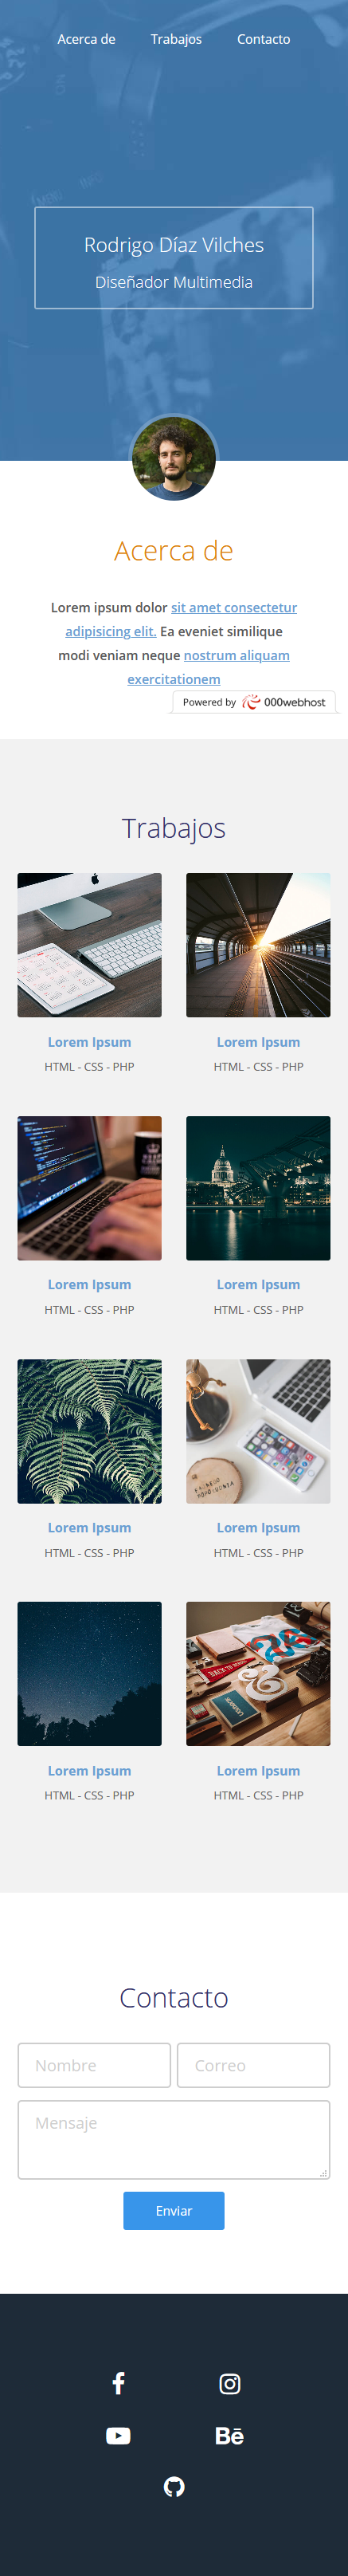 Acerca de Trabajos Contacto
Rodrigo Díaz Vilches
Diseñador Multimedia
Acerca de
Lorem ipsum dolor sit amet consectetur
adipisicing elit. Ea eveniet similique
modi veniam neque nostrum aliquam
exercitationem
Powered by 000webhost
Trabajos
Lorem Ipsum
HTML - CSS - PHP
Lorem Ipsum
HTML - CSS - PHP
Lorem Ipsum
HTML - CSS - PHP
Lorem Ipsum
HTML - CSS - PHP
Lorem Ipsum
HTML - CSS - PHP
Lorem Ipsum
HTML - CSS - PHP
Lorem Ipsum
HTML - CSS - PHP
Lorem Ipsum
HTML - CSS - PHP
Contacto
Nombre
Correo
Mensaje
Enviar
Bē